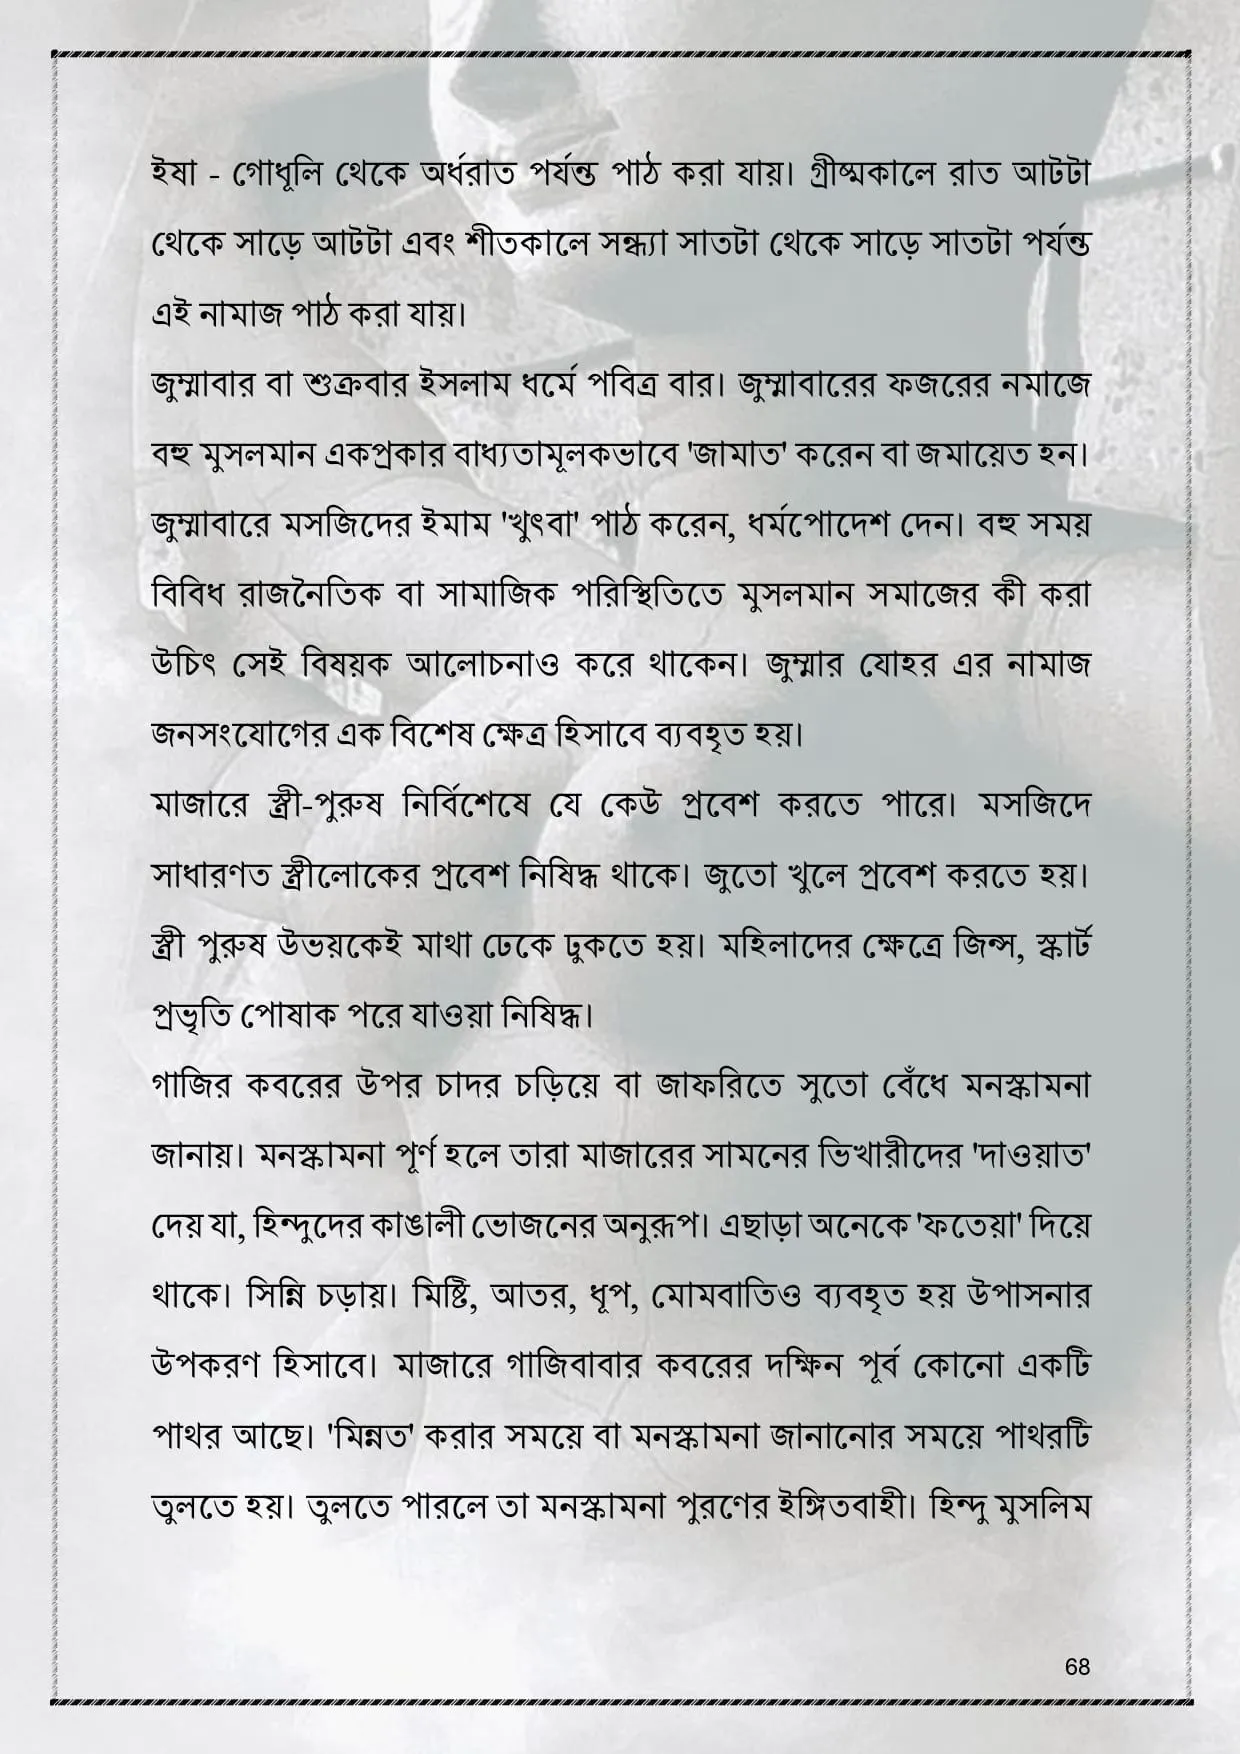 ইষা - গোধূলি থেকে অর্ধরাত পর্যন্ত পাঠ করা যায়। গ্রীষ্মকালে রাত আটটা
থেকে সাড়ে আটটা এবং শীতকালে সন্ধ্যা সাতটা থেকে সাড়ে সাতটা পর্যন্ত
এই নামাজ পাঠ করা যায়।
জুম্মাবার বা শুক্রবার ইসলাম ধর্মে পবিত্র বার। জুম্মাবারের ফজরের নমাজে
বহু মুসলমান একপ্রকার বাধ্যতামূলকভাবে 'জামাত' করেন বা জমায়েত হন।
জুম্মাবারে মসজিদের ইমাম 'খুৎবা' পাঠ করেন, ধর্মপোদেশ দেন। বহু সময়
বিবিধ রাজনৈতিক বা সামাজিক পরিস্থিতিতে মুসলমান সমাজের কী করা
উচিৎ সেই বিষয়ক আলোচনাও করে থাকেন। জুম্মার যোহর এর নামাজ
জনসংযোগের এক বিশেষ ক্ষেত্র হিসাবে ব্যবহৃত হয়।
মাজারে স্ত্রী-পুরুষ নির্বিশেষে যে কেউ প্রবেশ করতে পারে। মসজিদে
সাধারণত স্ত্রীলোকের প্রবেশ নিষিদ্ধ থাকে। জুতো খুলে প্রবেশ করতে হয়।
স্ত্রী পুরুষ উভয়কেই মাথা ঢেকে ঢুকতে হয়। মহিলাদের ক্ষেত্রে জিন্স, স্কার্ট
প্রভৃতি পোষাক পরে যাওয়া নিষিদ্ধ।
গাজির কবরের উপর চাদর চড়িয়ে বা জাফরিতে সুতো বেঁধে মনস্কামনা
জানায়। মনস্কামনা পূর্ণ হলে তারা মাজারের সামনের ভিখারীদের 'দাওয়াত'
দেয় যা, হিন্দুদের কাঙালী ভোজনের অনুরূপ। এছাড়া অনেকে 'ফতেয়া' দিয়ে
থাকে। সিন্নি চড়ায়। মিষ্টি, আতর, ধূপ, মোমবাতিও ব্যবহৃত হয় উপাসনার
উপকরণ হিসাবে। মাজারে গাজিবাবার কবরের দক্ষিন পূর্ব কোনো একটি
পাথর আছে। 'মিন্নত' করার সময়ে বা মনস্কামনা জানানোর সময়ে পাথরটি
তুলতে হয়। তুলতে পারলে তা মনস্কামনা পুরণের ইঙ্গিতবাহী। হিন্দু মুসলিম
68